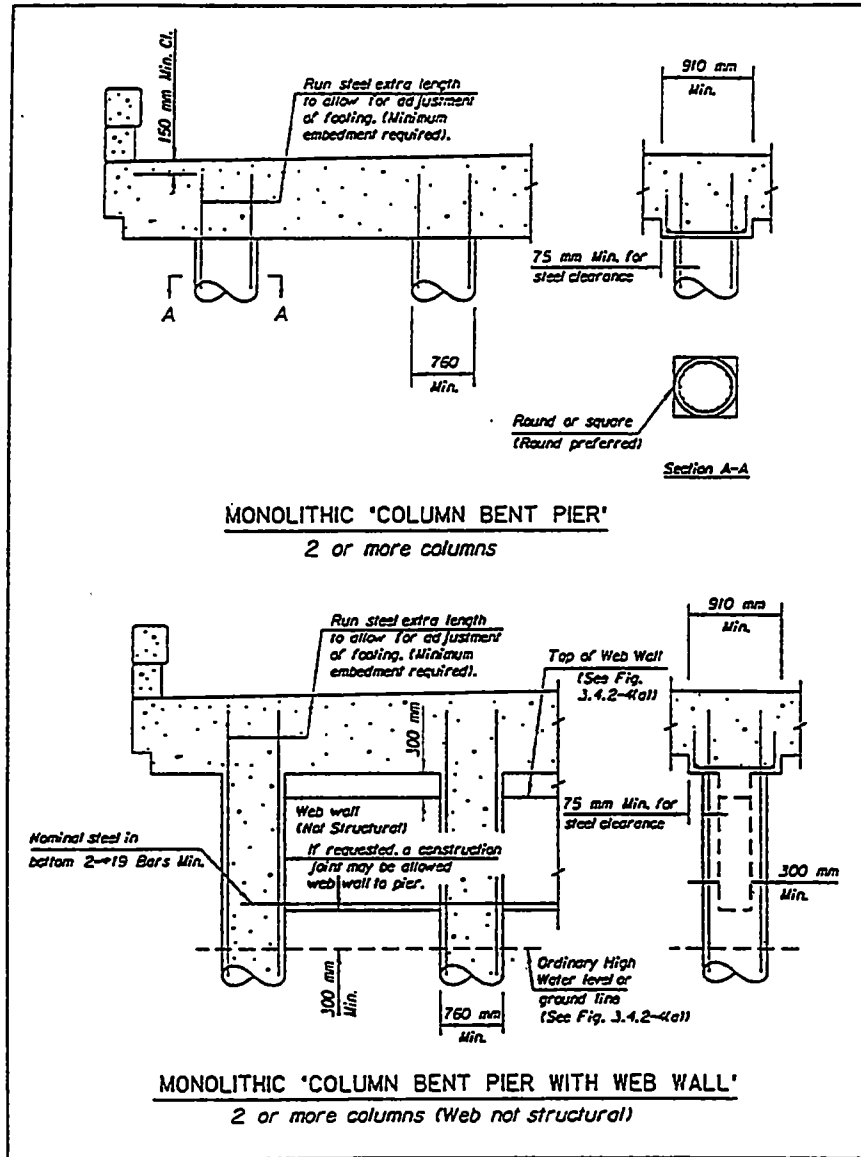 150 mm Min. Cl.
Run steel extra length
to allow for adjustment
of footing. (Minimum
embedment required).
910 mm
Min.
75 mm Min. for
steel clearance
A
A
760
Min.
Round or square
(Round preferred)
Section A-A
MONOLITHIC 'COLUMN BENT PIER'
2 or more columns
Run steel extra length
to allow for adjustment
of footing. (Minimum
embedment required).
Top of Web Wall
(See Fig.
3.4.2-4(a))
910 mm
Min.
300 mm
Web wall
(Not Structural)
If requested, a construction
joint may be allowed
web wall to pier.
Nominal steel in
bottom 2-#19 Bars Min.
75 mm Min. for
steel clearance
300 mm
Min.
300 mm
Min.
760 mm
Min.
Ordinary High
Water level or
ground line
(See Fig. 3.4.2-4(a))
MONOLITHIC 'COLUMN BENT PIER WITH WEB WALL'
2 or more columns (Web not structural)